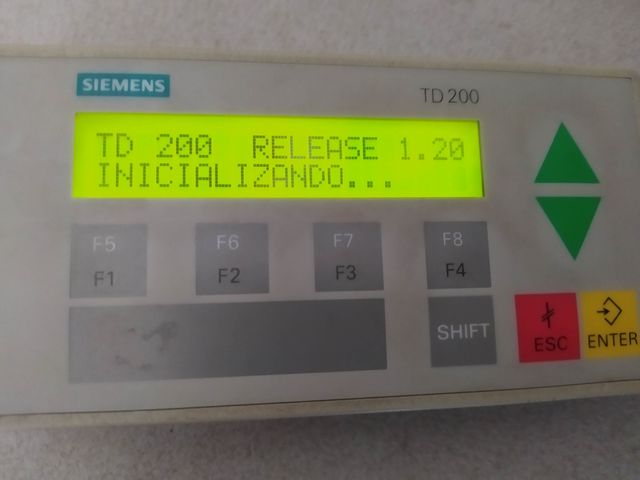 SIEMENS
TD 200
TD 200 RELEASE 1.20
INICIALIZANDO...
F5 F6 F7 F8
F1 F2 F3 F4
SHIFT
ESC
ENTER